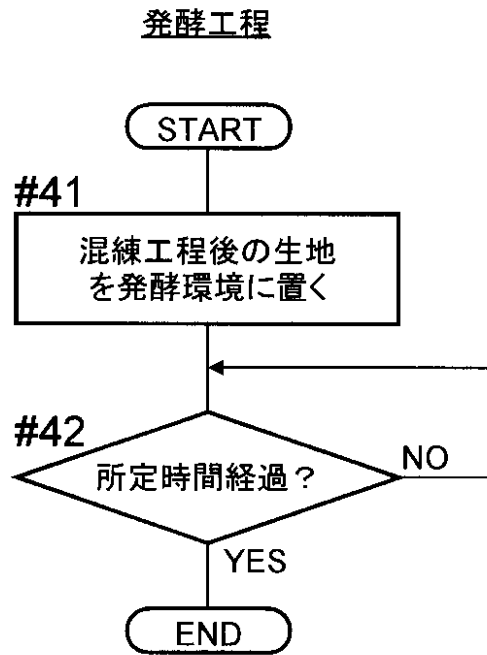 発酵工程
START
#41
混練工程後の生地
を発酵環境に置く
#42
所定時間経過？
NO
YES
END